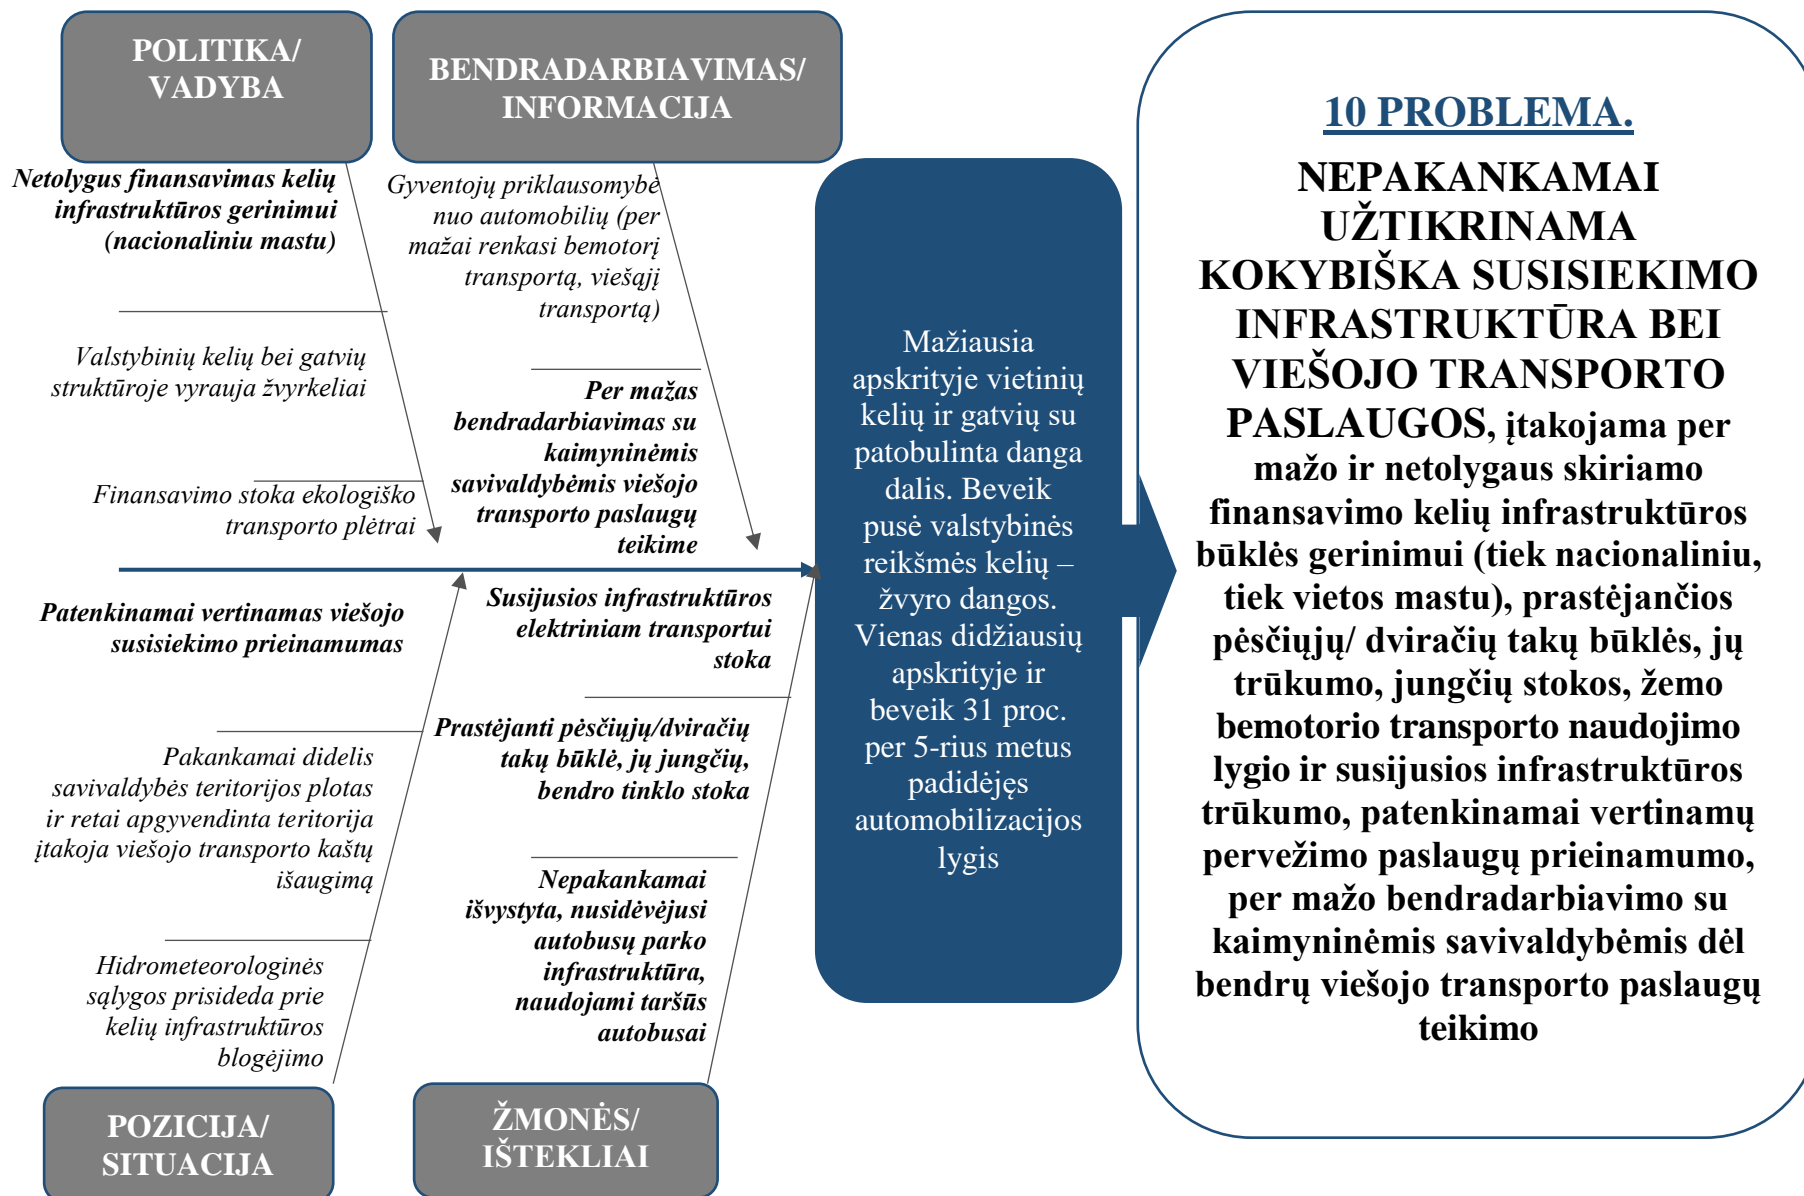 POLITIKA/
VADYBA
BENDRADARBIAVIMAS/
INFORMACIJA
Netolygus finansavimas kelių
infrastruktūros gerinimui
(nacionaliniu mastu)
Valstybinių kelių bei gatvių
struktūroje vyrauja žvyrkeliai
Finansavimo stoka ekologiško
transporto plėtrai
Gyventojų priklausomybė
nuo automobilių (per
mažai renkasi bemotorį
transportą, viešąjį
transportą)
Per mažas
bendradarbiavimas su
kaimyninėmis
savivaldybėmis viešojo
transporto paslaugų
teikime
Patenkinamai vertinamas viešojo
susisiekimo prieinamumas
Pakankamai didelis
savivaldybės teritorijos plotas
ir retai apgyvendinta teritorija
įtakoja viešojo transporto kaštų
išaugimą
Hidrometeorologinės
sąlygos prisideda prie
kelių infrastruktūros
blogėjimo
Susijusios infrastruktūros
elektriniam transportui
stoka
Prastėjanti pėsčiųjų/dviračių
takų būklė, jų jungčių,
bendro tinklo stoka
Nepakankamai
išvystyta, nusidėvėjusi
autobusų parko
infrastruktūra,
naudojami taršūs
autobusai
POZICIJA/
SITUACIJA
ŽMONĖS/
IŠTEKLIAI
Mažiausia
apskrityje vietinių
kelių ir gatvių su
patobulinta danga
dalis. Beveik
pusė valstybinės
reikšmės kelių –
žvyro dangos.
Vienas didžiausių
apskrityje ir
beveik 31 proc.
per 5-rius metus
padidėjęs
automobilizacijos
lygis
10 PROBLEMA.
NEPAKANKAMAI
UŽTIKRINAMA
KOKYBIŠKA SUSISIEKIMO
INFRASTRUKTŪRA BEI
VIEŠOJO TRANSPORTO
PASLAUGOS, įtakojama per
mažo ir netolygaus skiriamo
finansavimo kelių infrastruktūros
būklės gerinimui (tiek nacionaliniu,
tiek vietos mastu), prastėjančios
pėsčiųjų/ dviračių takų būklės, jų
trūkumo, jungčių stokos, žemo
bemotorio transporto naudojimo
lygio ir susijusios infrastruktūros
trūkumo, patenkinamai vertinamų
pervežimo paslaugų prieinamumo,
per mažo bendradarbiavimo su
kaimyninėmis savivaldybėmis dėl
bendrų viešojo transporto paslaugų
teikimo